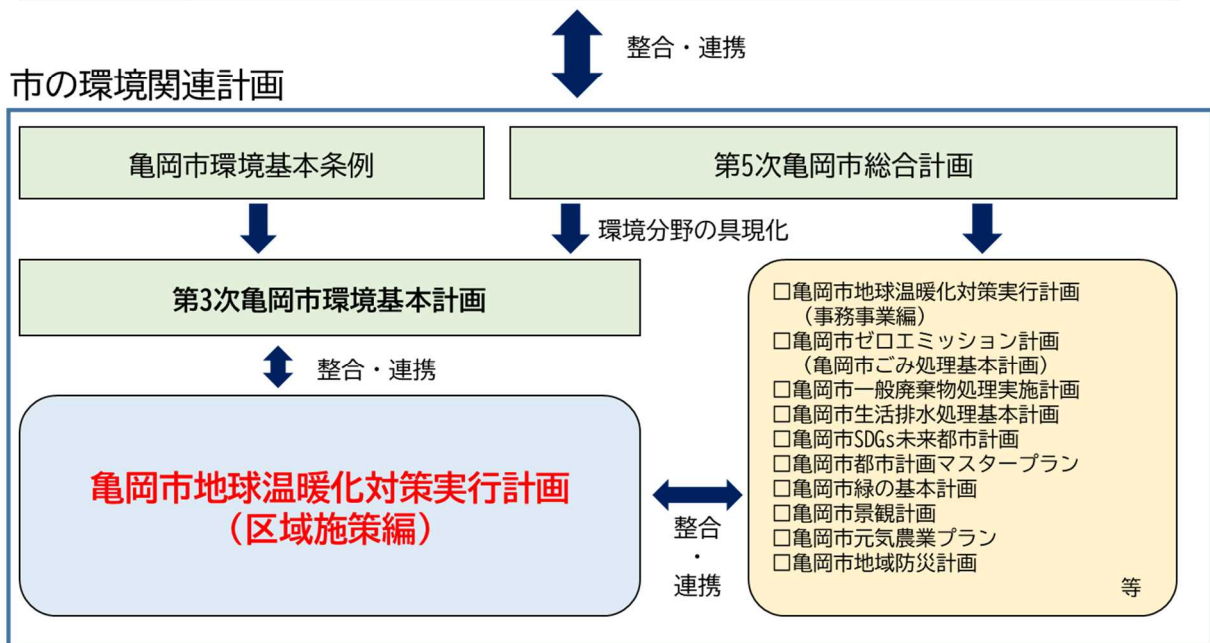 整合・連携
市の環境関連計画
亀岡市環境基本条例
第5次亀岡市総合計画
環境分野の具現化
第3次亀岡市環境基本計画
整合・連携
亀岡市地球温暖化対策実行計画
（区域施策編）
整合
・
連携
□亀岡市地球温暖化対策実行計画
（事務事業編）
□亀岡市ゼロエミッション計画
(亀岡市ごみ処理基本計画）
□亀岡市一般廃棄物処理実施計画
□亀岡市生活排水処理基本計画
□亀岡市SDGs未来都市計画
□亀岡市都市計画マスタープラン
□亀岡市緑の基本計画
□亀岡市景観計画
□亀岡市元気農業プラン
□亀岡市地域防災計画
等